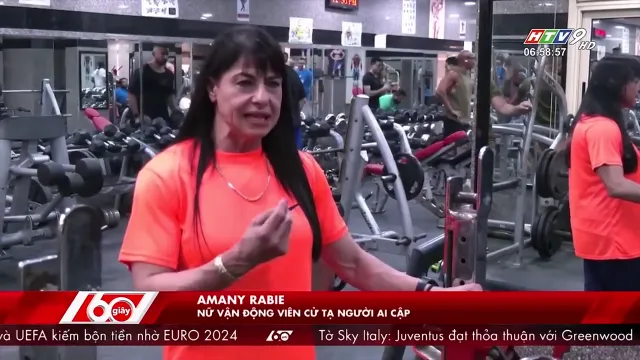 HTV9 HD
06:58:57
60 giây
AMANY RABIE
NỮ VẬN ĐỘNG VIÊN CỬ TẠ NGƯỜI AI CẬP
và UEFA kiếm bộn tiền nhờ EURO 2024 Tờ Sky Italy: Juventus đạt thỏa thuận với Greenwood